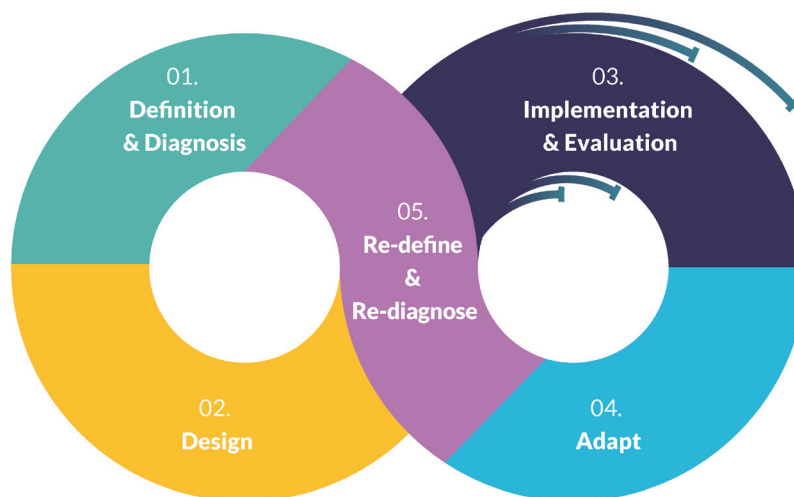 01.
Definition
& Diagnosis
02.
Design
03.
Implementation
& Evaluation
04.
Adapt
05.
Re-define
&
Re-diagnose